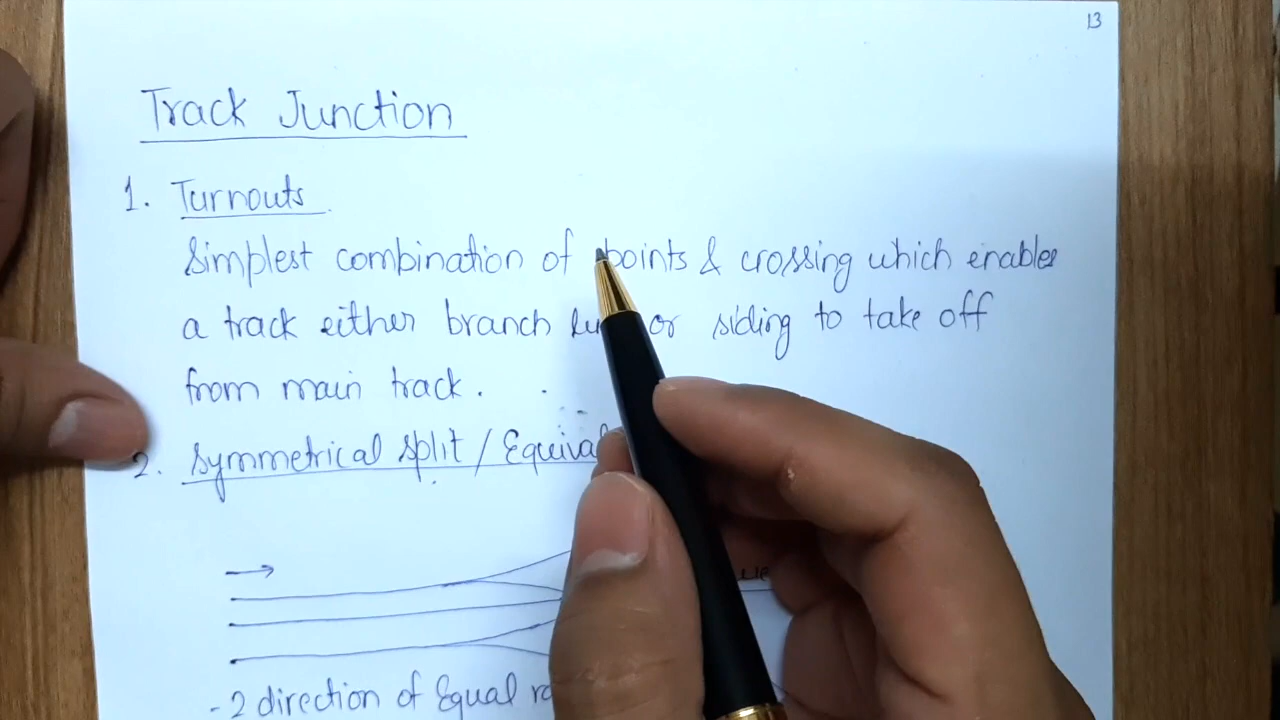 13
Track Junction
1. Turnouts
Simplest combination of points & crossing which enables
a track either branch or siding to take off
from main track.
2. Symmetrical split /
- 2 direction of Equal